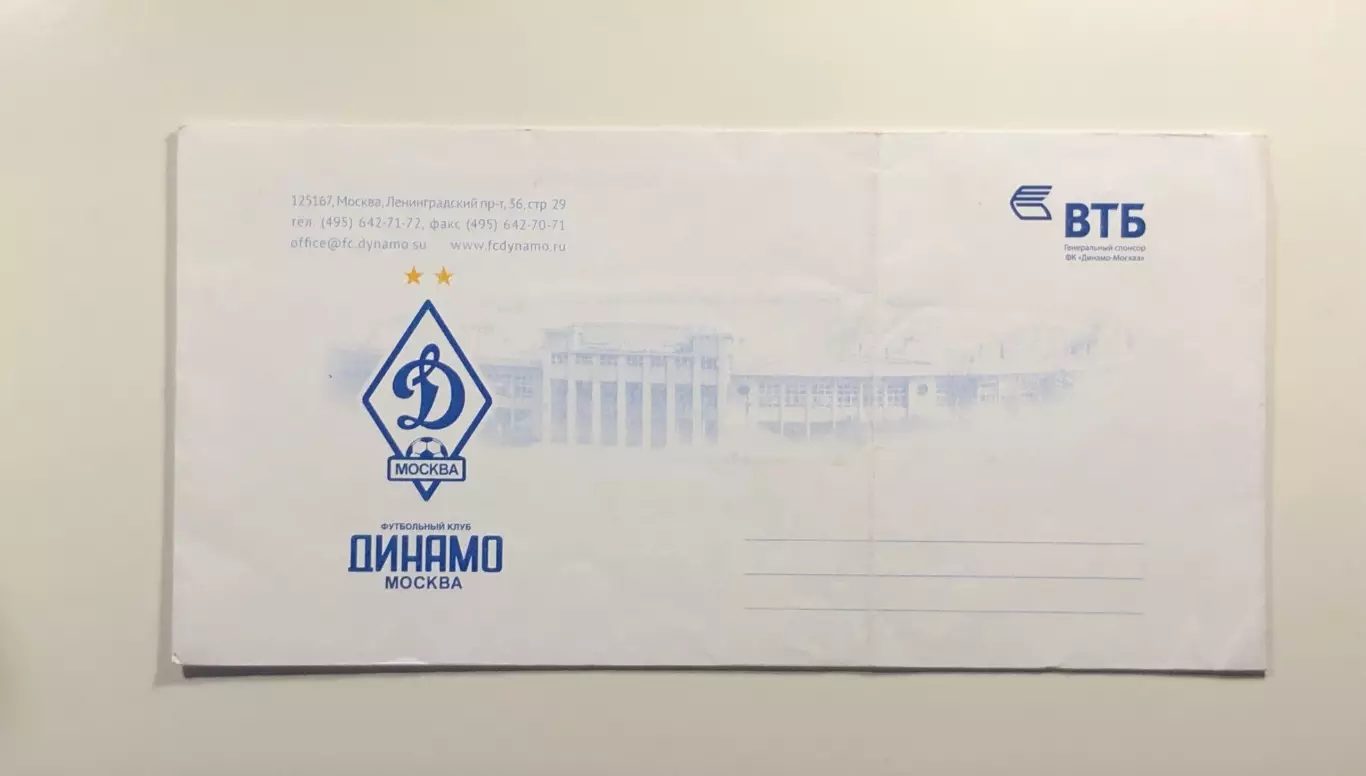 125167, Москва, Ленинградский пр-т, 36, стр 29
тел. (495) 642-71-72, факс (495) 642-70-71
office@fc.dynamo su www.fcdynamo.ru
ВТБ
Генеральный спонсор
ФК «Динамо-Москва»
Д
МОСКВА
ФУТБОЛЬНЫЙ КЛУБ
ДИНАМО
МОСКВА